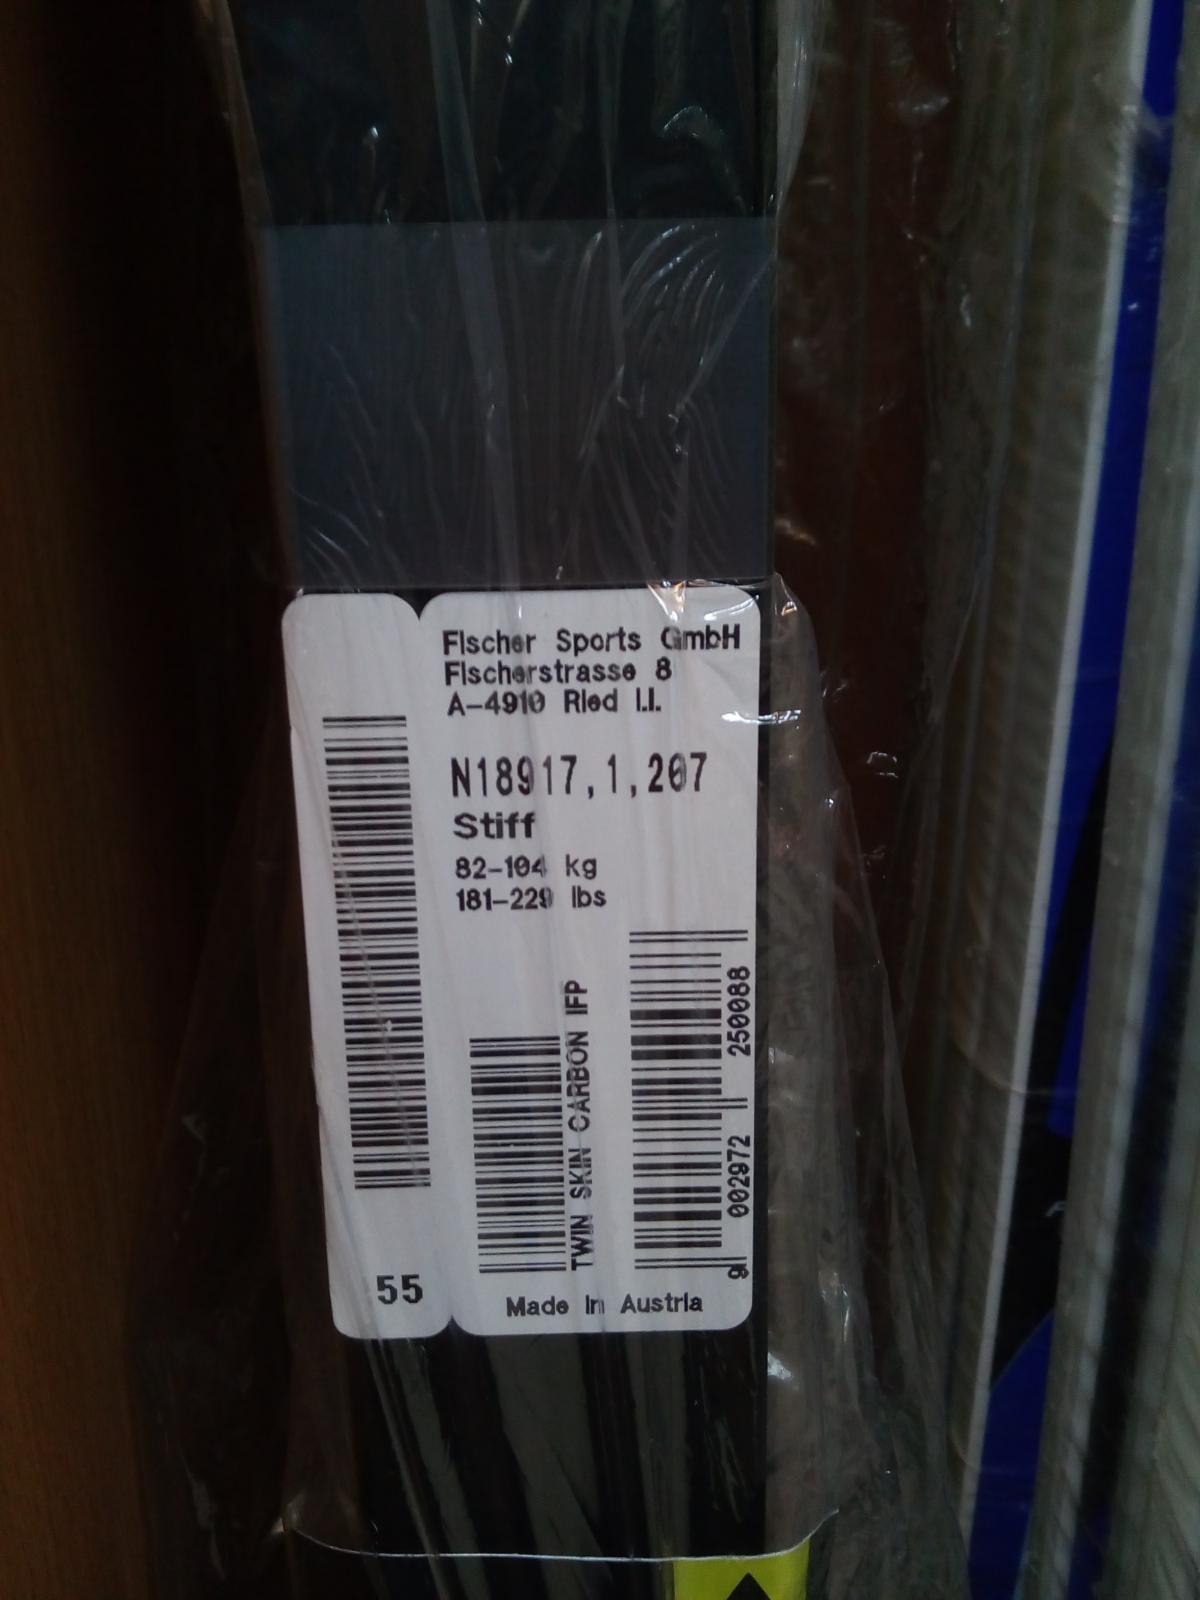 Fischer Sports GmbH
Fischerstrasse 8
A-4910 Ried I.I.
N18917,1,207
Stiff
82-104 kg
181-229 lbs
TWIN SKIN CARBON IFP
9 002972 250088
55
Made In Austria